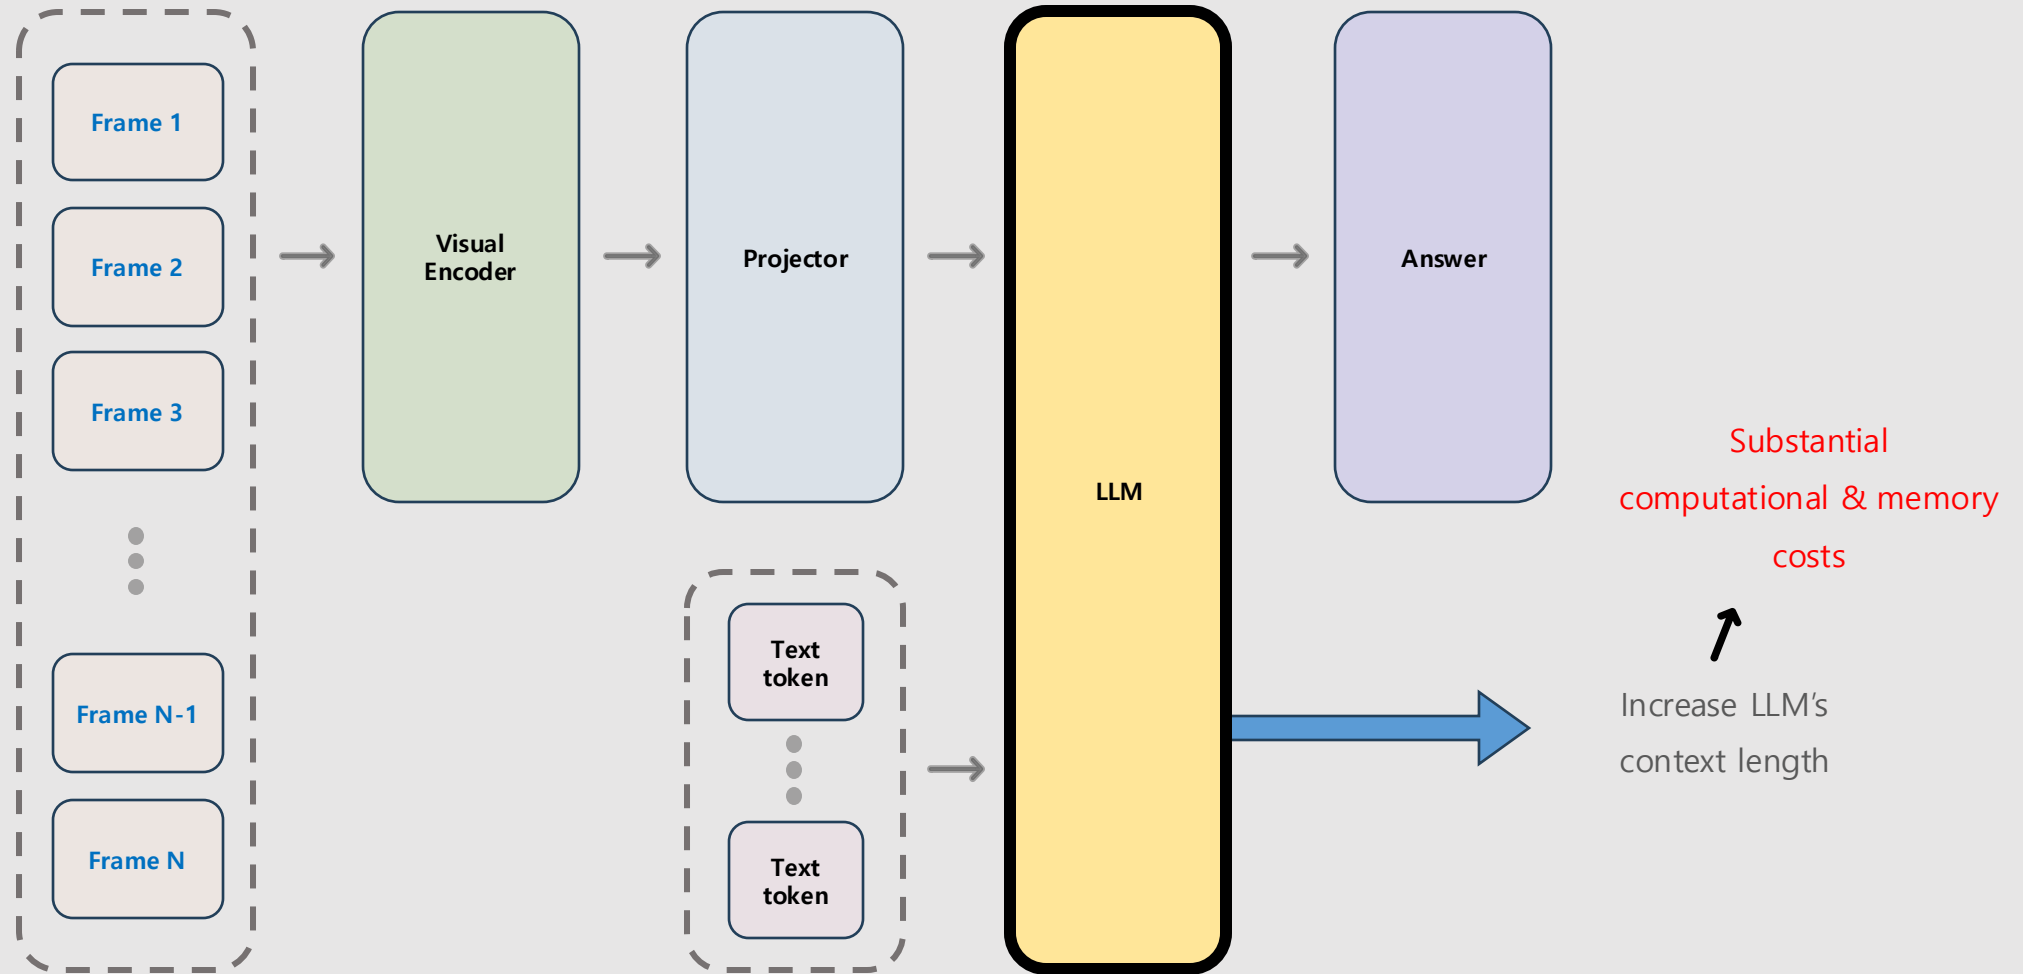 Frame 1
Frame 2
Frame 3
Frame N-1
Frame N
Visual
Encoder
Projector
Text
token
Text
token
LLM
Answer
Substantial
computational & memory
costs
Increase LLM’s
context length